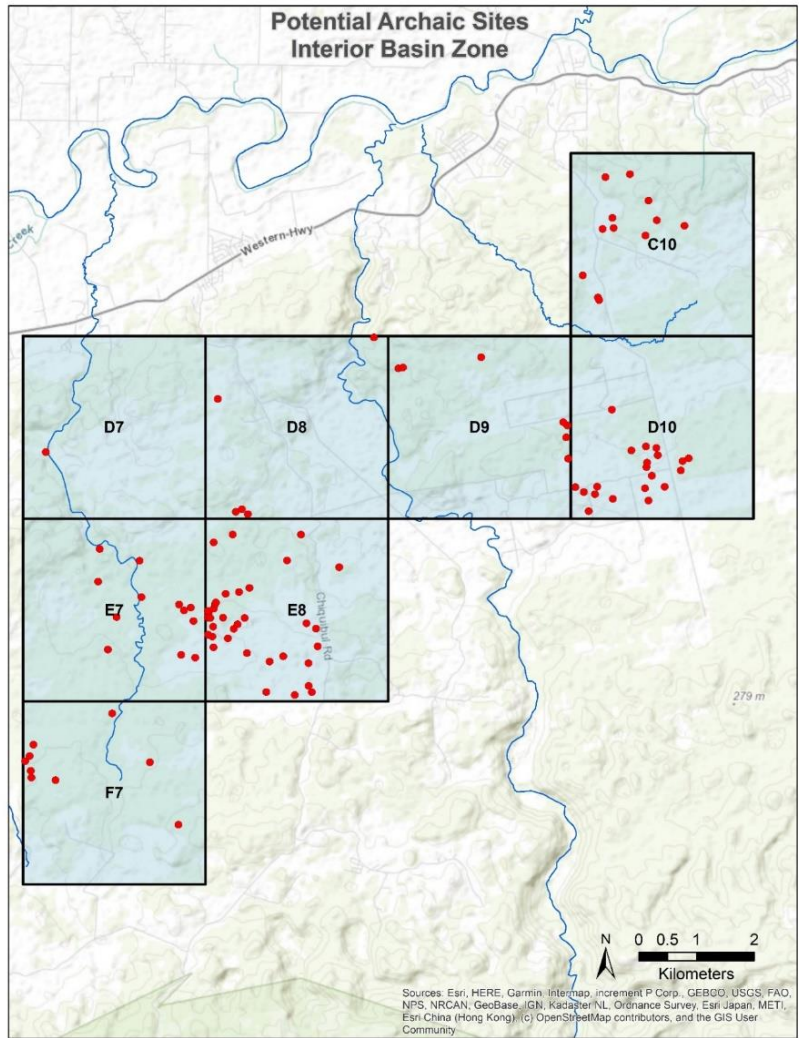 Potential Archaic Sites
Interior Basin Zone
Creek
Western-Hwy
C10
D7
D8
D9
D10
E7
E8
Chiquibul Rd
279 m
F7
N
0 0.5 1 2
Kilometers
Sources: Esri, HERE, Garmin, Intermap, increment P Corp., GEBCO, USGS, FAO,
NPS, NRCAN, GeoBase, IGN, Kadaster NL, Ordnance Survey, Esri Japan, METI,
Esri China (Hong Kong), (c) OpenStreetMap contributors, and the GIS User
Community